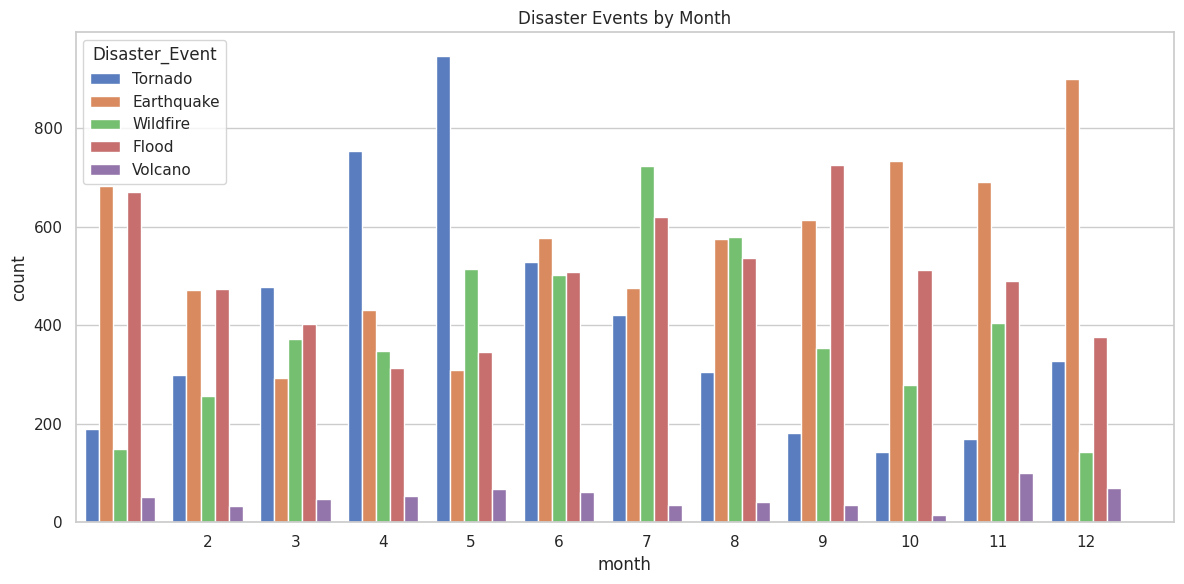 Disaster Events by Month
Disaster_Event
Tornado
Earthquake
Wildfire
Flood
Volcano
800
600
400
200
0
count
2 3 4 5 6 7 8 9 10 11 12
month